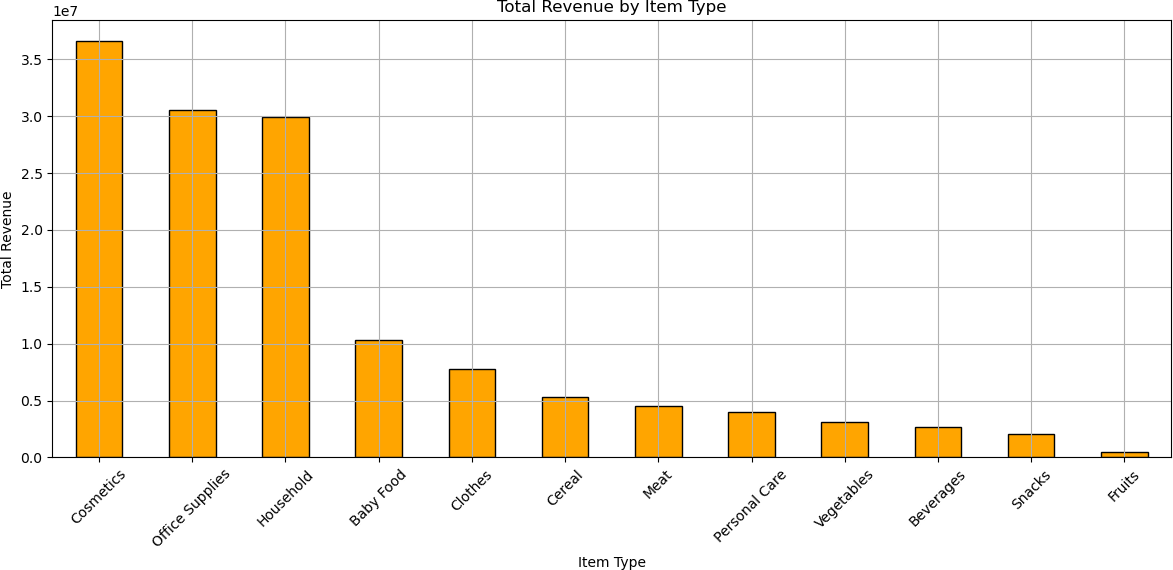 Total Revenue by Item Type
1e7
3.5
3.0
2.5
2.0
1.5
1.0
0.5
0.0
Total Revenue
Cosmetics
Office Supplies
Household
Baby Food
Clothes
Cereal
Meat
Personal Care
Vegetables
Beverages
Snacks
Fruits
Item Type